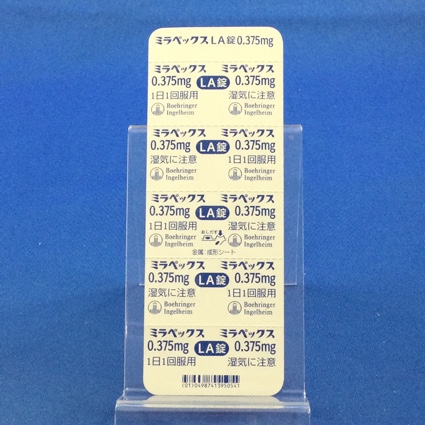 ミラペックスLA錠0.375mg
ミラペックス ミラペックス
0.375mg LA錠 0.375mg
1日1回服用 湿気に注意
Boehringer Ingelheim
ミラペックス ミラペックス
0.375mg LA錠 0.375mg
湿気に注意 1日1回服用
Boehringer Ingelheim Boehringer Ingelheim
ミラペックス ミラペックス
0.375mg LA錠 0.375mg
1日1回服用 おしだす 湿気に注意
Boehringer Ingelheim Boehringer Ingelheim
金属:成形シート
ミラペックス ミラペックス
0.375mg LA錠 0.375mg
湿気に注意 1日1回服用
Boehringer Ingelheim Boehringer Ingelheim
ミラペックス ミラペックス
0.375mg LA錠 0.375mg
1日1回服用 湿気に注意
(01)04987413950541